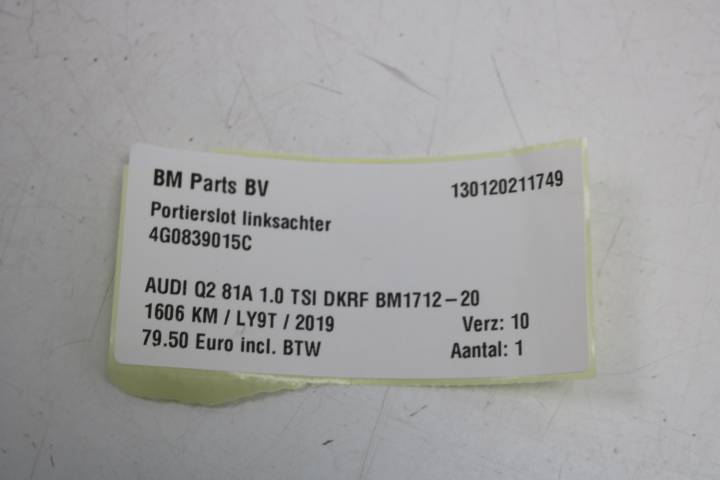 BM Parts BV
130120211749
Portierslot linksachter
4G0839015C
AUDI Q2 81A 1.0 TSI DKRF BM1712-20
1606 KM / LY9T / 2019
Verz: 10
79.50 Euro incl. BTW
Aantal: 1